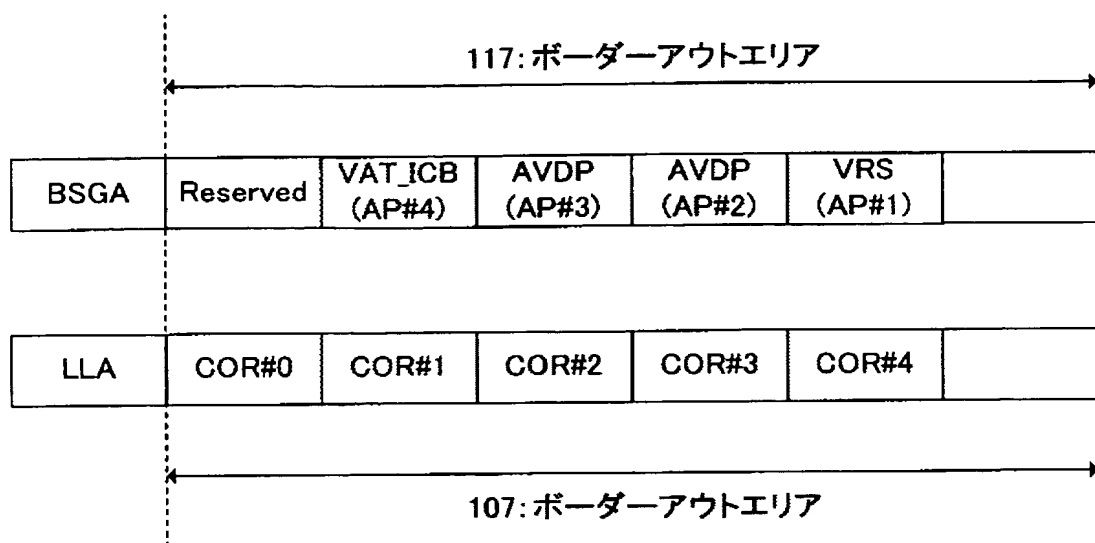 117:ボーダーアウトエリア
BSGA Reserved VAT_ICB (AP#4) AVDP (AP#3) AVDP (AP#2) VRS (AP#1)
LLA COR#0 COR#1 COR#2 COR#3 COR#4
107:ボーダーアウトエリア